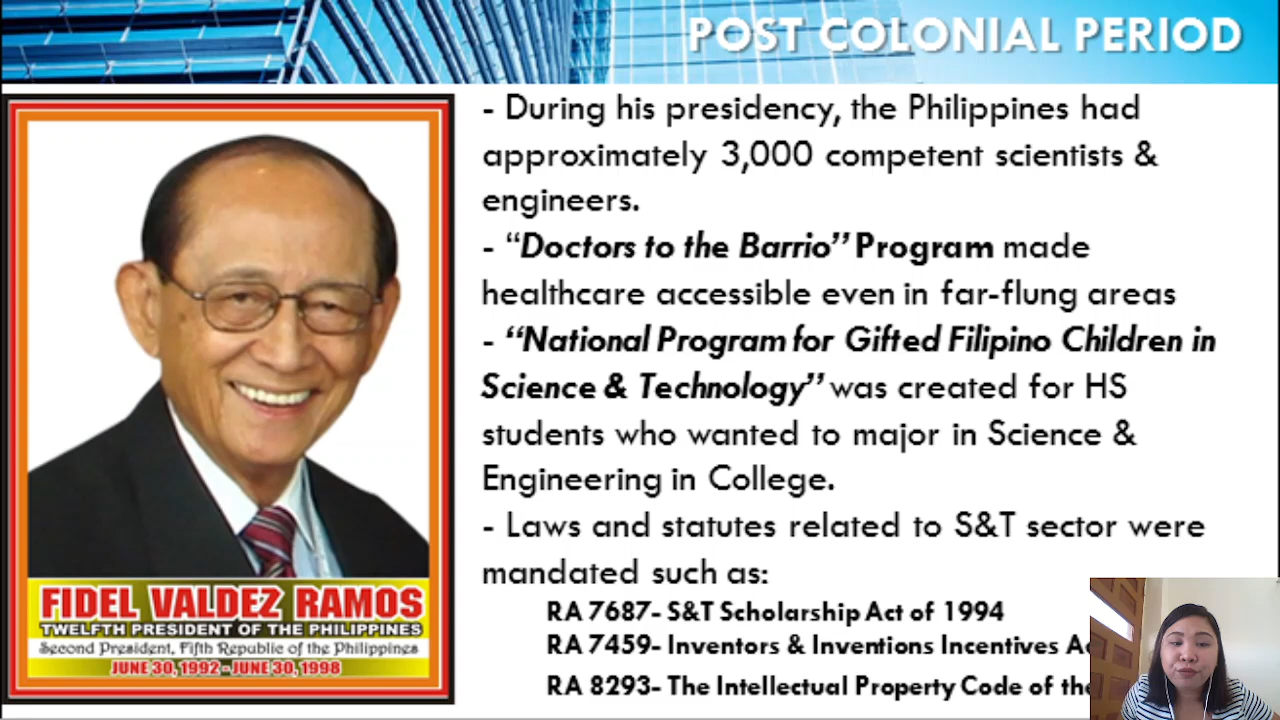 POST COLONIAL PERIOD
- During his presidency, the Philippines had
approximately 3,000 competent scientists &
engineers.
- “Doctors to the Barrio” Program made
healthcare accessible even in far-flung areas
- “National Program for Gifted Filipino Children in
Science & Technology” was created for HS
students who wanted to major in Science &
Engineering in College.
- Laws and statutes related to S&T sector were
mandated such as:
RA 7687- S&T Scholarship Act of 1994
RA 7459- Inventors & Inventions Incentives
RA 8293- The Intellectual Property Code of the
FIDEL VALDEZ RAMOS
TWELFTH PRESIDENT OF THE PHILIPPINES
Second President, Fifth Republic of the Philippines
JUNE 30, 1992 - JUNE 30, 1998